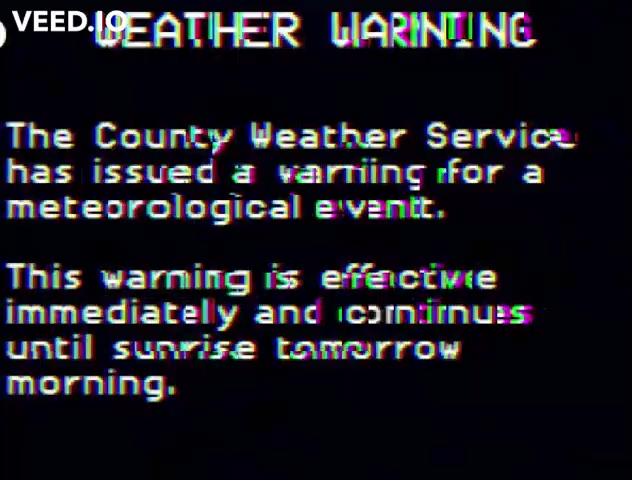 VEED.IO
WEATHER WARNING
The County Weather Service
has issued a warning for a
meteorological event.
This warning is effective
immediately and continues
until sunrise tomorrow
morning.